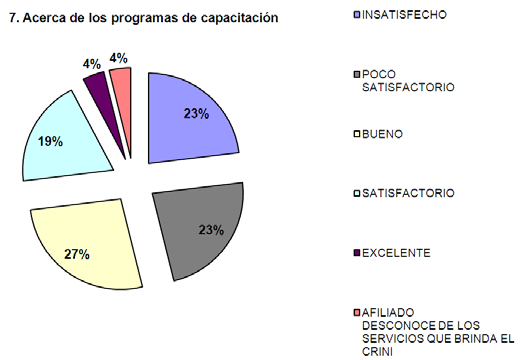 7. Acerca de los programas de capacitación
4%
4%
23%
19%
23%
27%
INSATISFECHO
POCO
SATISFACTORIO
BUENO
SATISFACTORIO
EXCELENTE
AFILIADO
DESCONOCE DE LOS
SERVICIOS QUE BRINDA EL
CRINI